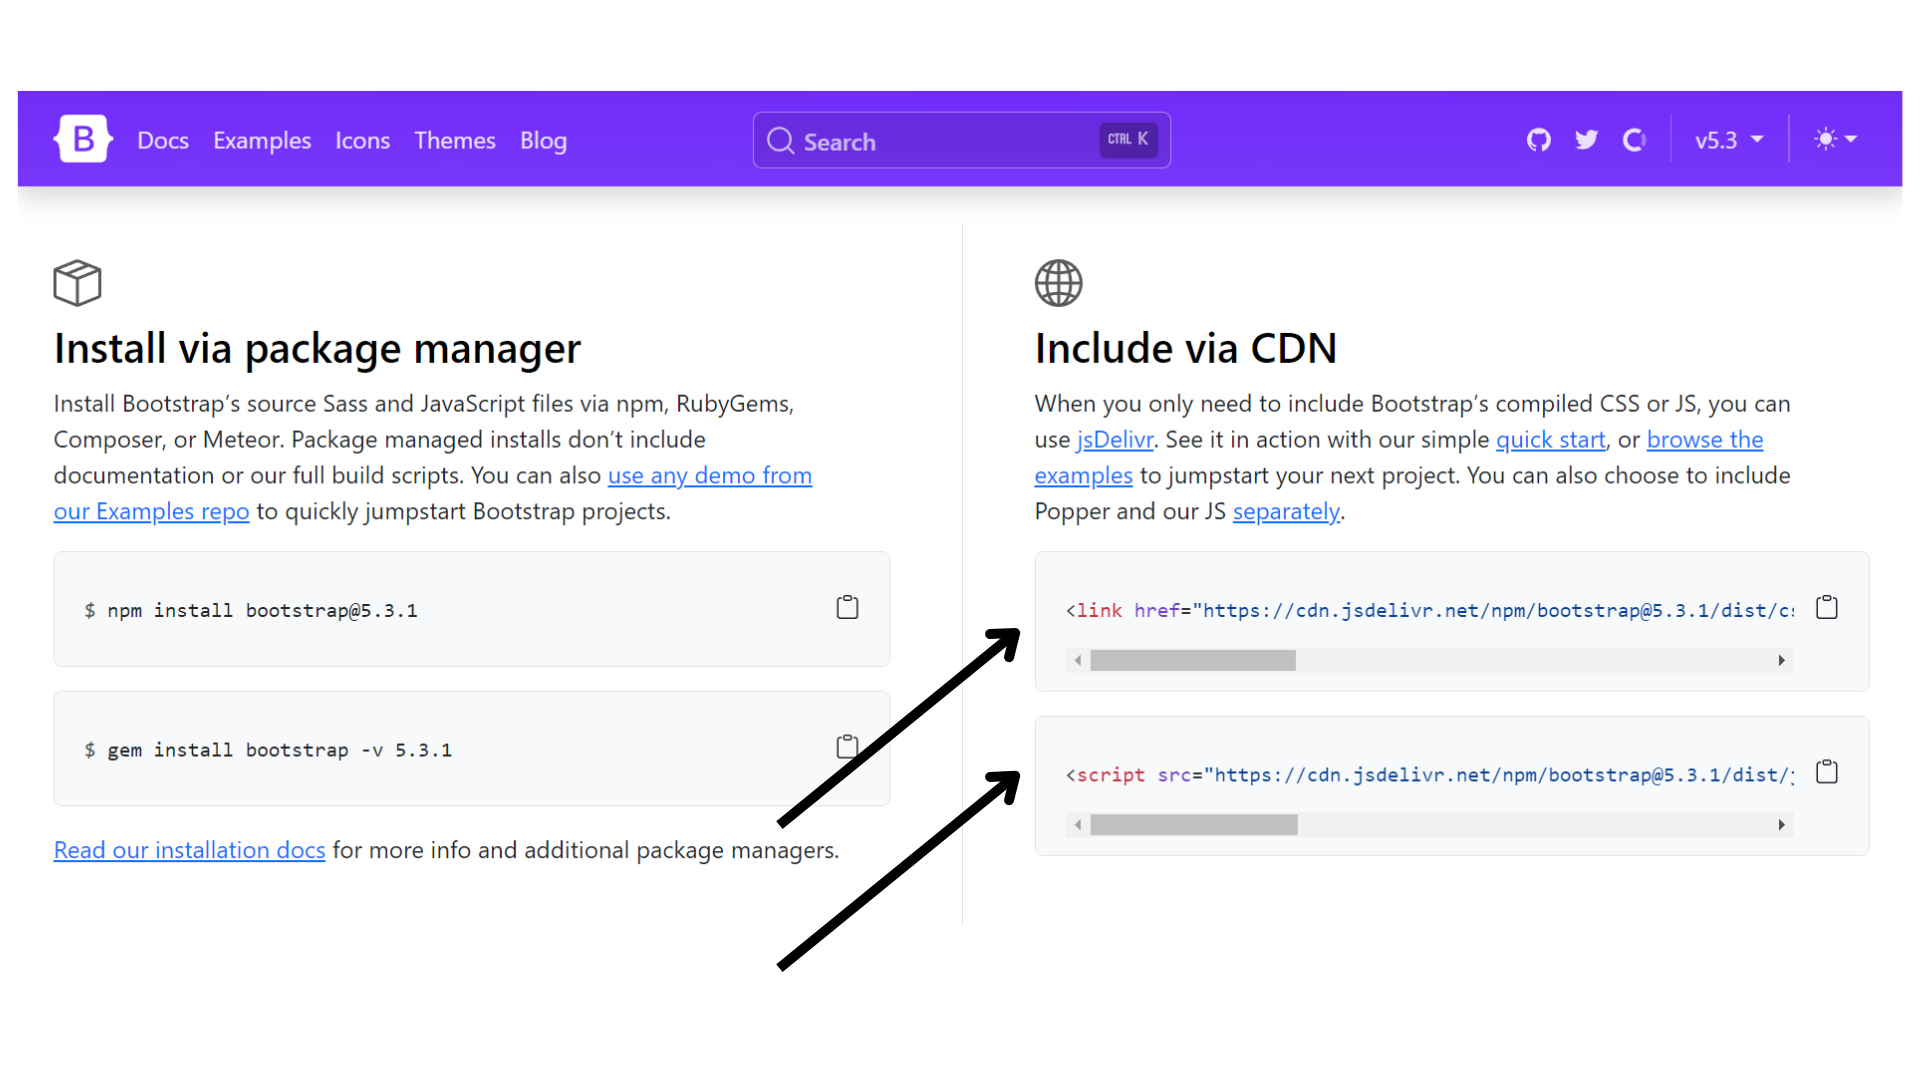 B Docs Examples Icons Themes Blog Search CTRL K v5.3
Install via package manager
Install Bootstrap’s source Sass and JavaScript files via npm, RubyGems,
Composer, or Meteor. Package managed installs don’t include
documentation or our full build scripts. You can also use any demo from
our Examples repo to quickly jumpstart Bootstrap projects.
$ npm install bootstrap@5.3.1
$ gem install bootstrap -v 5.3.1
Read our installation docs for more info and additional package managers.
Include via CDN
When you only need to include Bootstrap’s compiled CSS or JS, you can
use jsDelivr. See it in action with our simple quick start, or browse the
examples to jumpstart your next project. You can also choose to include
Popper and our JS separately.
<link href="https://cdn.jsdelivr.net/npm/bootstrap@5.3.1/dist/cs
<script src="https://cdn.jsdelivr.net/npm/bootstrap@5.3.1/dist/j